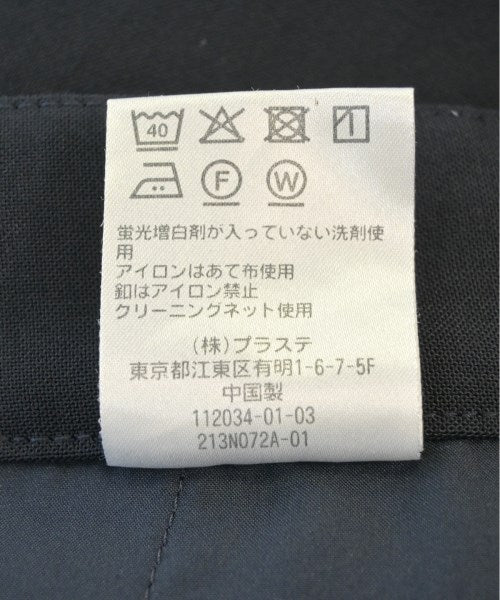 40
F W
蛍光増白剤が入っていない洗剤使
用
アイロンはあて布使用
釦はアイロン禁止
クリーニングネット使用
(株)プラステ
東京都江東区有明1-6-7-5F
中国製
112034-01-03
213N072A-01